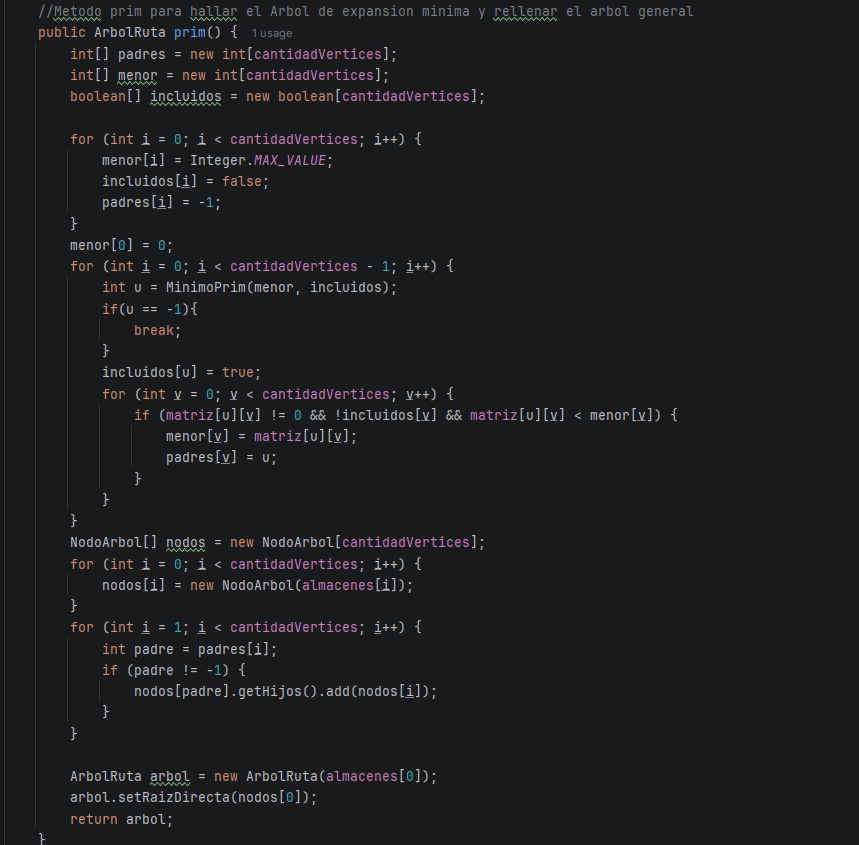 //Metodo prim para hallar el Arbol de expansion minima y rellenar el arbol general
public ArbolRuta prim() { 1 usage
int[] padres = new int[cantidadVertices];
int[] menor = new int[cantidadVertices];
boolean[] incluidos = new boolean[cantidadVertices];
for (int i = 0; i < cantidadVertices; i++) {
menor[i] = Integer.MAX_VALUE;
incluidos[i] = false;
padres[i] = -1;
}
menor[0] = 0;
for (int i = 0; i < cantidadVertices - 1; i++) {
int u = MinimoPrim(menor, incluidos);
if(u == -1){
break;
}
incluidos[u] = true;
for (int v = 0; v < cantidadVertices; v++) {
if (matriz[u][v] != 0 && !incluidos[v] && matriz[u][v] < menor[v]) {
menor[v] = matriz[u][v];
padres[v] = u;
}
}
}
NodoArbol[] nodos = new NodoArbol[cantidadVertices];
for (int i = 0; i < cantidadVertices; i++) {
nodos[i] = new NodoArbol(almacenes[i]);
}
for (int i = 1; i < cantidadVertices; i++) {
int padre = padres[i];
if (padre != -1) {
nodos[padre].getHijos().add(nodos[i]);
}
}
ArbolRuta arbol = new ArbolRuta(almacenes[0]);
arbol.setRaizDirecta(nodos[0]);
return arbol;
}